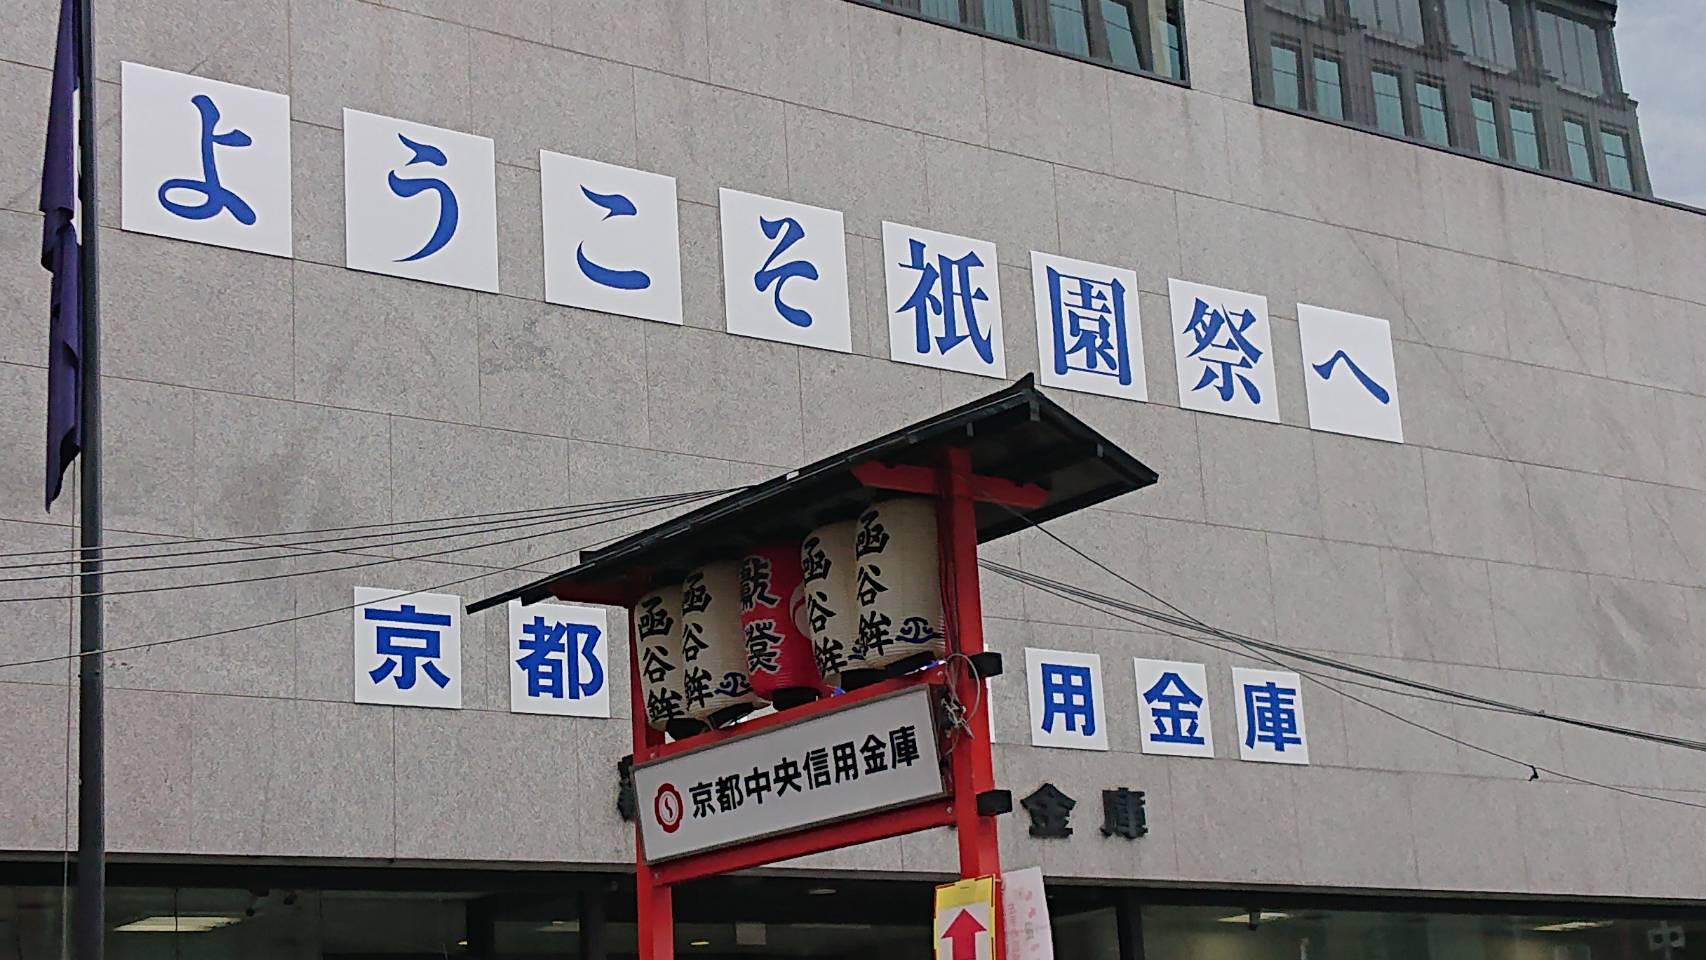 ようこそ祇園祭へ
京都
用金庫
函谷鉾
函谷鉾
函谷鉾
函谷鉾
京都中央信用金庫
金庫
中